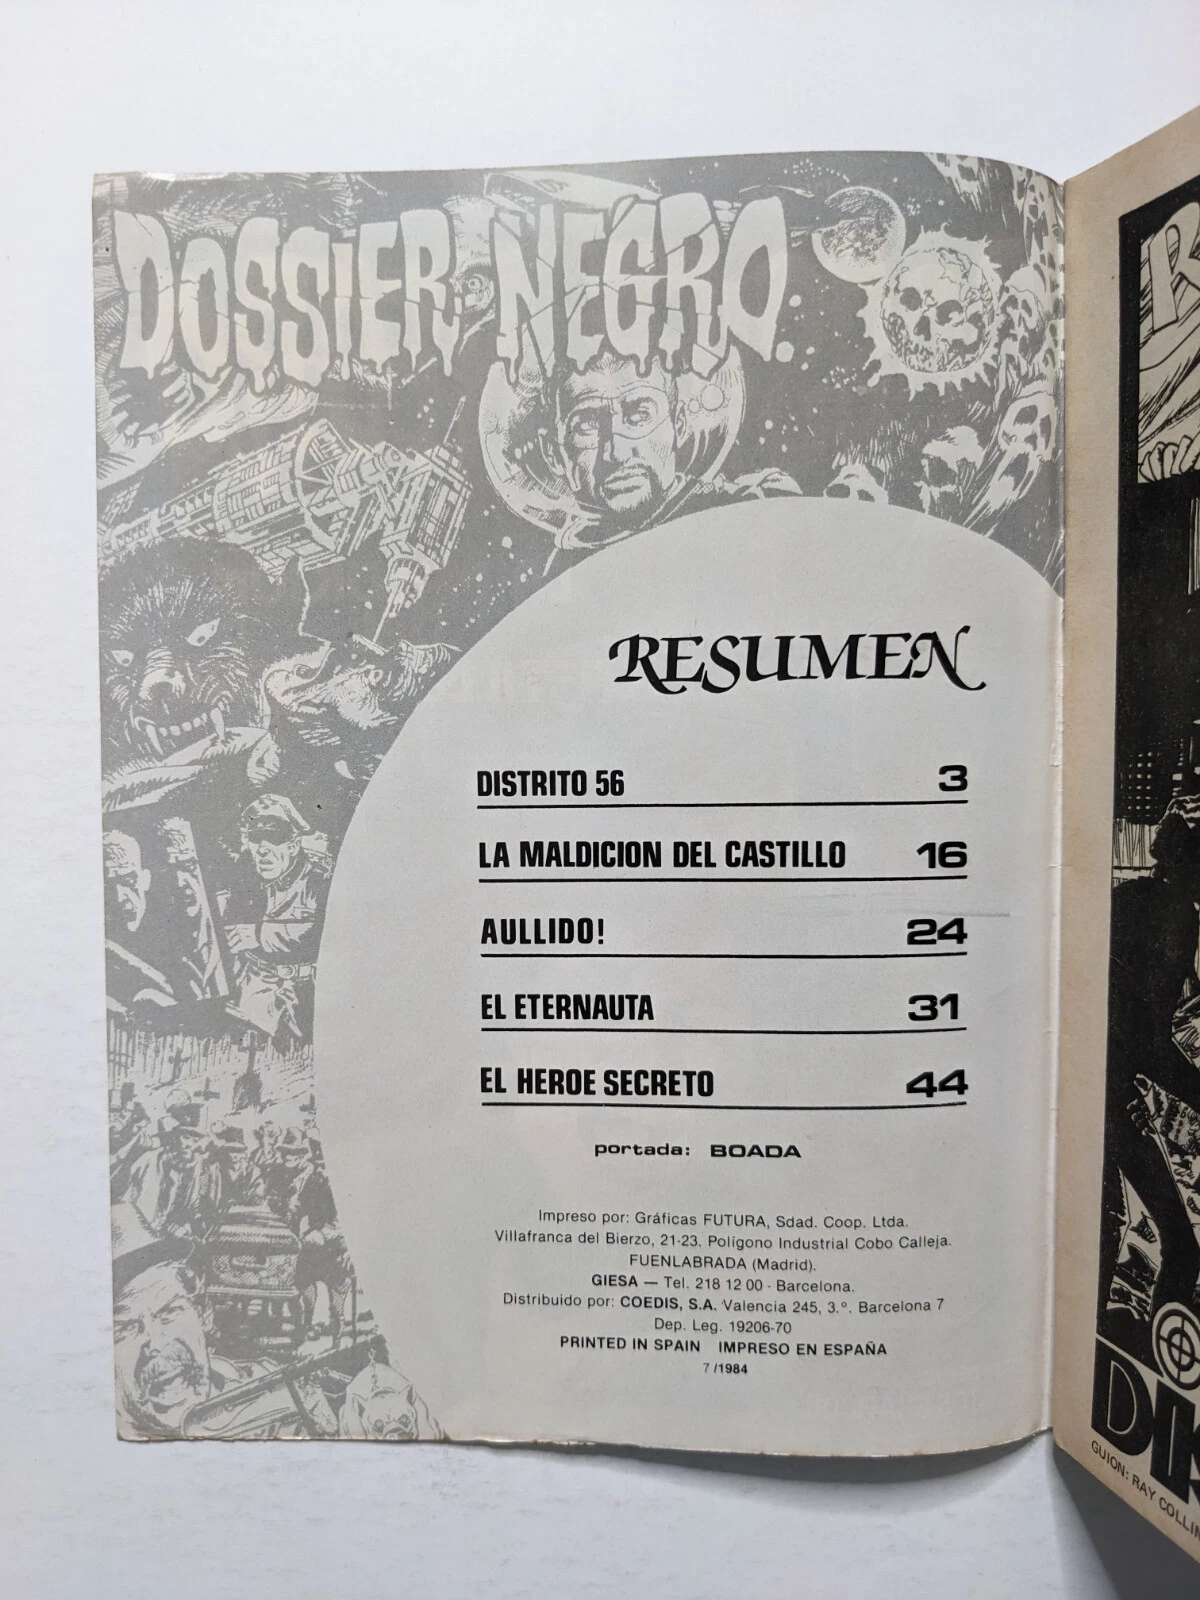 DOSSIER NEGRO.
RESUMEN
DISTRITO 56 3
LA MALDICION DEL CASTILLO 16
AULLIDO! 24
EL ETERNAUTA 31
EL HEROE SECRETO 44
portada: BOADA
Impreso por: Gráficas FUTURA, Sdad. Coop. Ltda.
Villafranca del Bierzo, 21-23. Polígono Industrial Cobo Calleja.
FUENLABRADA (Madrid).
GIESA — Tel. 218 12 00 - Barcelona.
Distribuido por: COEDIS, S.A. Valencia 245, 3.º. Barcelona 7
Dep. Leg. 19206-70
PRINTED IN SPAIN IMPRESO EN ESPAÑA
7/1984
GUION: RAY